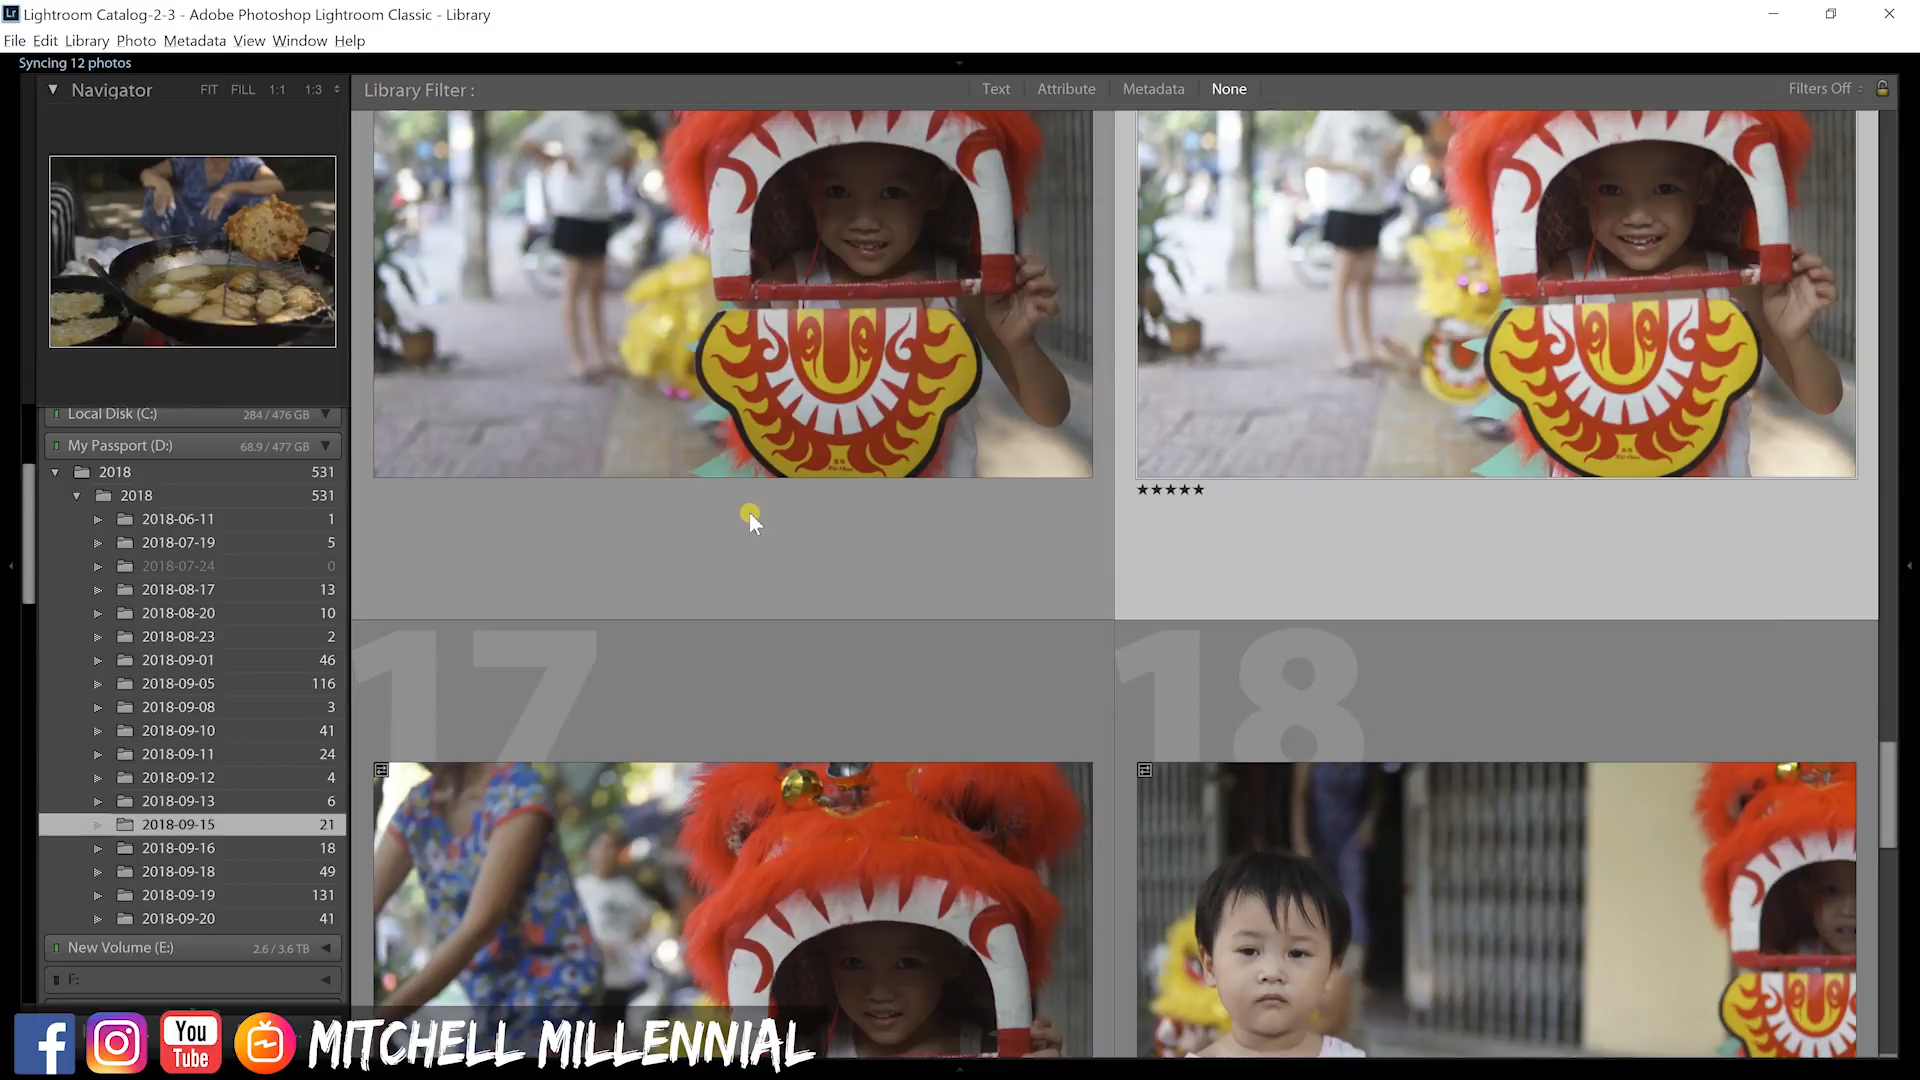 Lr Lightroom Catalog-2-3 - Adobe Photoshop Lightroom Classic - Library
File Edit Library Photo Metadata View Window Help
Syncing 12 photos
Navigator FIT FILL 1:1 1:3
Library Filter : Text Attribute Metadata None Filters Off
Local Disk (C:) 284 / 476 GB
My Passport (D:) 68.9 / 477 GB
2018 531
2018 531
2018-06-11 1
2018-07-19 5
2018-07-24 0
2018-08-17 13
2018-08-20 10
2018-08-23 2
2018-09-01 46
2018-09-05 116
2018-09-08 3
2018-09-10 41
2018-09-11 24
2018-09-12 4
2018-09-13 6
2018-09-15 21
2018-09-16 18
2018-09-18 49
2018-09-19 131
2018-09-20 41
New Volume (E:) 2.6 / 3.6 TB
F:
★★★★★
17
18
f
You
Tube
MITCHELL MILLENNIAL